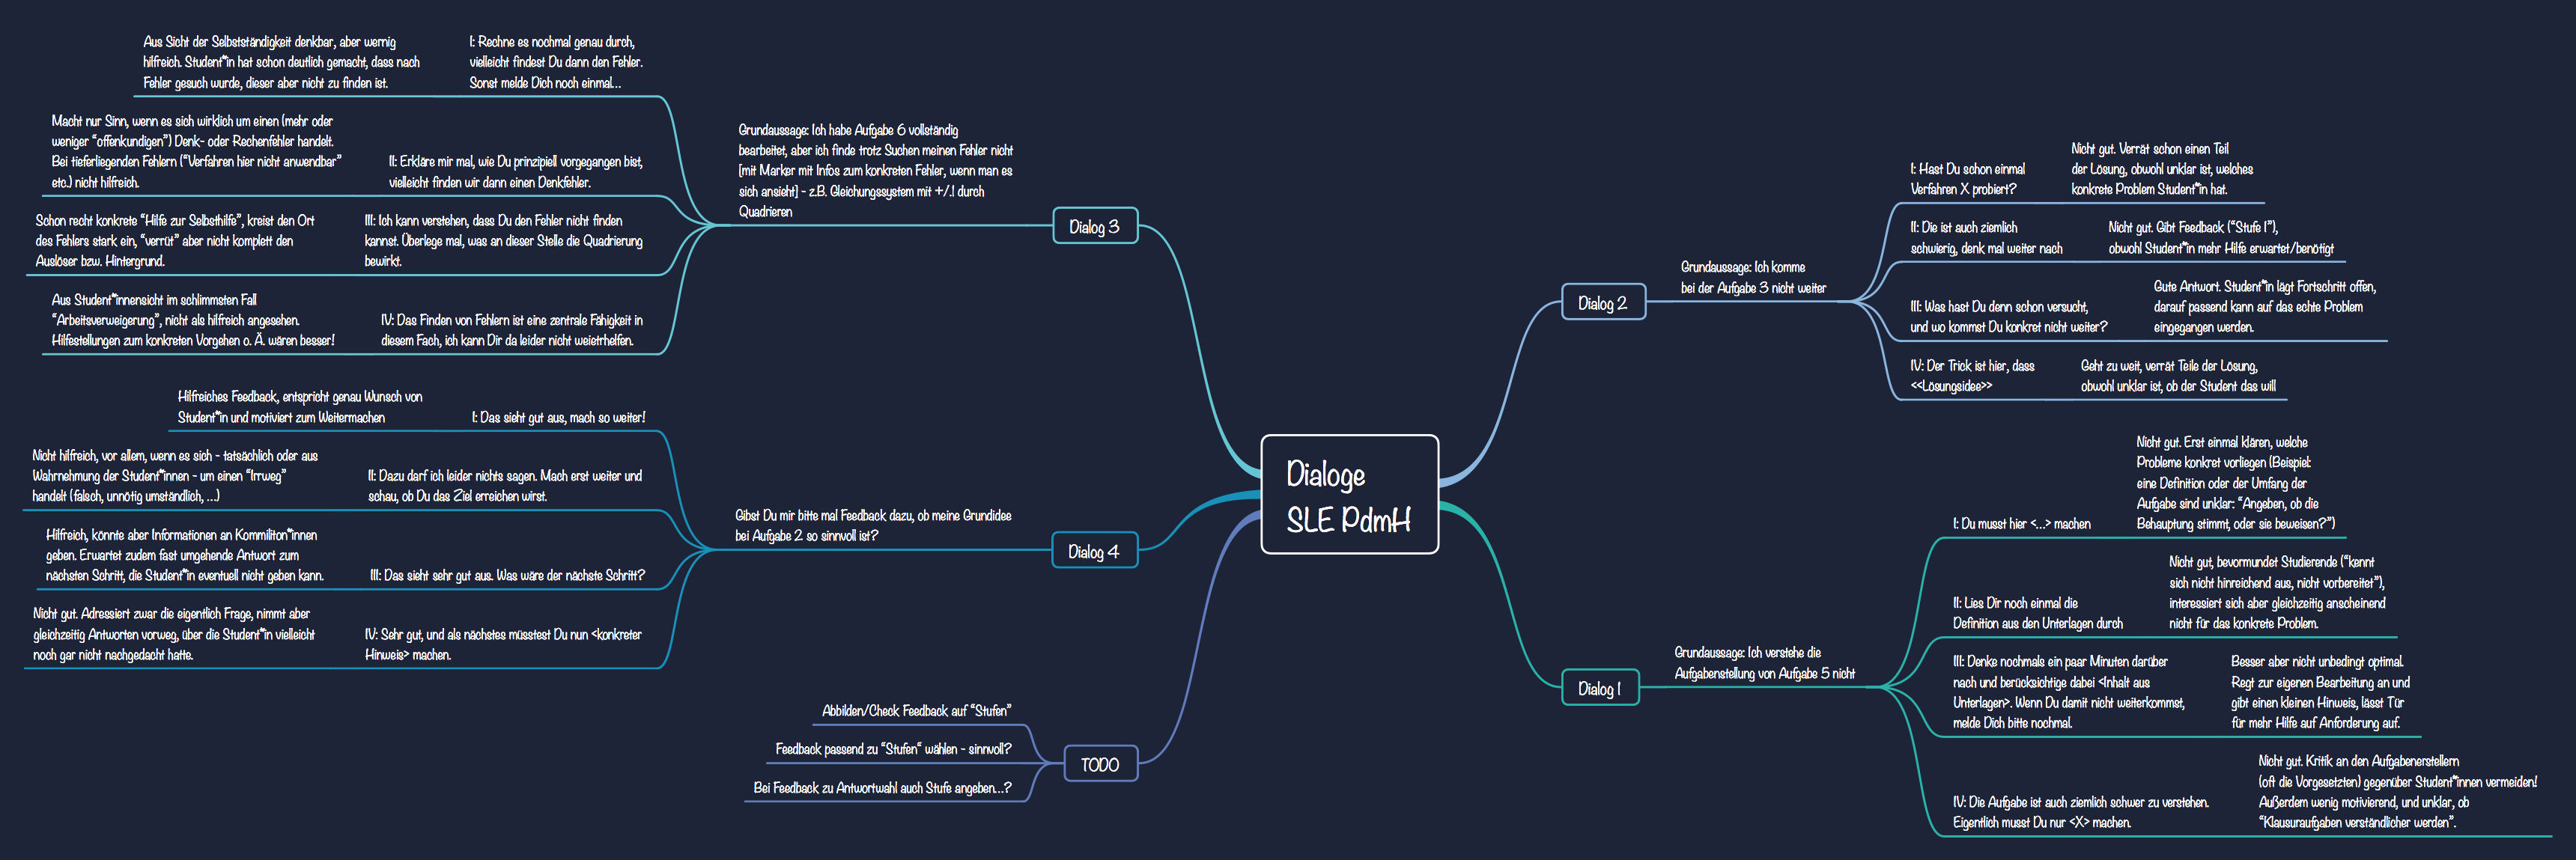 Dialoge
SLE PdmH
Dialog 1
Grundaussage: Ich verstehe die
Aufgabenstellung von Aufgabe 5 nicht
I: Du musst hier <...> machen
Nicht gut. Erst einmal klären, welche
Probleme konkret vorliegen (Beispiel:
eine Definition oder der Umfang der
Aufgabe sind unklar: “Angeben, ob die
Behauptung stimmt, oder sie beweisen?”)
II: Lies Dir noch einmal die
Definition aus den Unterlagen durch
Nicht gut, bevormundet Studierende (“kennt
sich nicht hinreichend aus, nicht vorbereitet”),
interessiert sich aber gleichzeitig anscheinend
nicht für das konkrete Problem.
III: Denke nochmals ein paar Minuten darüber
nach und berücksichtige dabei <Inhalt aus
Unterlagen>. Wenn Du damit nicht weiterkommst,
melde Dich bitte nochmal.
Besser aber nicht unbedingt optimal.
Regt zur eigenen Bearbeitung an und
gibt einen kleinen Hinweis, lässt Tür
für mehr Hilfe auf Anforderung auf.
IV: Die Aufgabe ist auch ziemlich schwer zu verstehen.
Eigentlich musst Du nur <X> machen.
Nicht gut. Kritik an den Aufgabenerstellern
(oft die Vorgesetzten) gegenüber Student*innen vermeiden!
Außerdem wenig motivierend, und unklar, ob
“Klausuraufgaben verständlicher werden”.
Dialog 2
Grundaussage: Ich komme
bei der Aufgabe 3 nicht weiter
I: Hast Du schon einmal
Verfahren X probiert?
Nicht gut. Verrät schon einen Teil
der Lösung, obwohl unklar ist, welches
konkrete Problem Student*in hat.
II: Die ist auch ziemlich
schwierig, denk mal weiter nach
Nicht gut. Gibt Feedback (“Stufe I”),
obwohl Student*in mehr Hilfe erwartet/benötigt
III: Was hast Du denn schon versucht,
und wo kommst Du konkret nicht weiter?
Gute Antwort. Student*in lägt Fortschritt offen,
darauf passend kann auf das echte Problem
eingegangen werden.
IV: Der Trick ist hier, dass
<<Lösungsidee>>
Geht zu weit, verrät Teile der Lösung,
obwohl unklar ist, ob der Student das will
Dialog 3
Grundaussage: Ich habe Aufgabe 6 vollständig
bearbeitet, aber ich finde trotz Suchen meinen Fehler nicht
[mit Marker mit Infos zum konkreten Fehler, wenn man es
sich ansieht] - z.B. Gleichungssystem mit +/.1 durch
Quadrieren
I: Rechne es nochmal genau durch,
vielleicht findest Du dann den Fehler.
Sonst melde Dich noch einmal...
Aus Sicht der Selbstständigkeit denkbar, aber wernig
hilfreich. Student*in hat schon deutlich gemacht, dass nach
Fehler gesuch wurde, dieser aber nicht zu finden ist.
II: Erkläre mir mal, wie Du prinzipiell vorgegangen bist,
vielleicht finden wir dann einen Denkfehler.
Macht nur Sinn, wenn es sich wirklich um einen (mehr oder
weniger “offenkundigen”) Denk- oder Rechenfehler handelt.
Bei tieferliegenden Fehlern (“Verfahren hier nicht anwendbar”
etc.) nicht hilfreich.
III: Ich kann verstehen, dass Du den Fehler nicht finden
kannst. Überlege mal, was an dieser Stelle die Quadrierung
bewirkt.
Schon recht konkrete “Hilfe zur Selbsthilfe”, kreist den Ort
des Fehlers stark ein, “verrüt” aber nicht komplett den
Auslöser bzw. Hintergrund.
IV: Das Finden von Fehlern ist eine zentrale Fähigkeit in
diesem Fach, ich kann Dir da leider nicht weietrhelfen.
Aus Student*innensicht im schlimmsten Fall
“Arbeitsverweigerung”, nicht als hilfreich angesehen.
Hilfestellungen zum konkreten Vorgehen o. Ä. wären besser!
Dialog 4
Gibst Du mir bitte mal Feedback dazu, ob meine Grundidee
bei Aufgabe 2 so sinnvoll ist?
I: Das sieht gut aus, mach so weiter!
Hilfreiches Feedback, entspricht genau Wunsch von
Student*in und motiviert zum Weitermachen
II: Dazu darf ich leider nichts sagen. Mach erst weiter und
schau, ob Du das Ziel erreichen wirst.
Nicht hilfreich, vor allem, wenn es sich - tatsächlich oder aus
Wahrnehmung der Student*innen - um einen “Irrweg”
handelt (falsch, unnötig umständlich, ...)
III: Das sieht sehr gut aus. Was wäre der nächste Schritt?
Hilfreich, könnte aber Informationen an Kommiliton*innen
geben. Erwartet zudem fast umgehende Antwort zum
nächsten Schritt, die Student*in eventuell nicht geben kann.
IV: Sehr gut, und als nächstes müsstest Du nun <konkreter
Hinweis> machen.
Nicht gut. Adressiert zwar die eigentlich Frage, nimmt aber
gleichzeitig Antworten vorweg, über die Student*in vielleicht
noch gar nicht nachgedacht hatte.
TODO
Abbilden/Check Feedback auf “Stufen”
Feedback passend zu “Stufen“ wählen - sinnvoll?
Bei Feedback zu Antwortwahl auch Stufe angeben...?